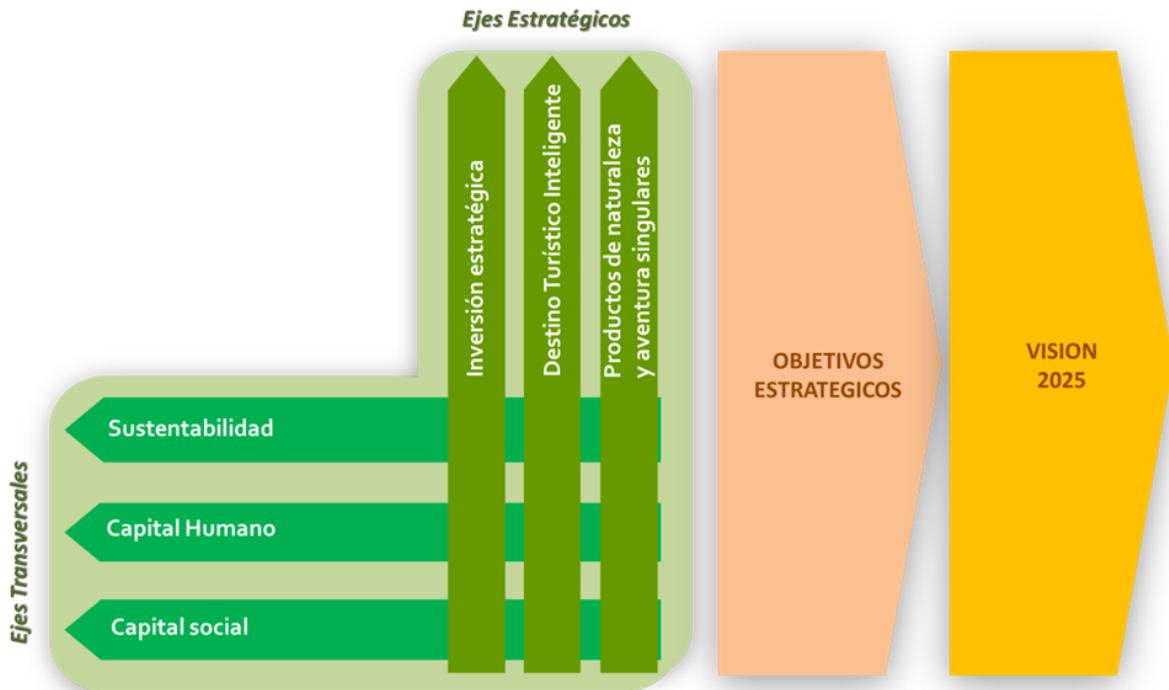 Ejes Estratégicos
Inversión estratégica
Destino Turístico Inteligente
Productos de naturaleza
y aventura singulares
OBJETIVOS
ESTRATEGICOS
VISION
2025
Ejes Transversales
Sustentabilidad
Capital Humano
Capital social